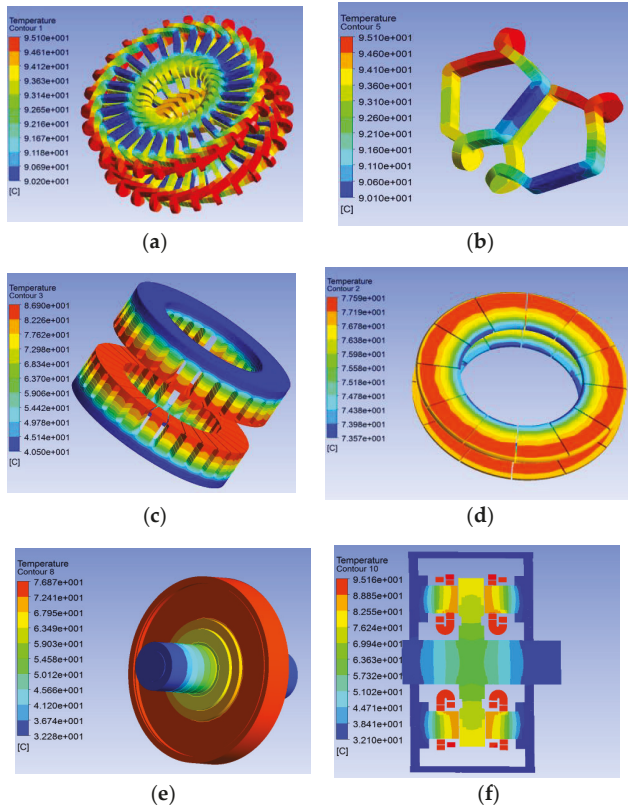 Temperature
Contour 1
9.510e+001
9.461e+001
9.412e+001
9.363e+001
9.314e+001
9.265e+001
9.216e+001
9.167e+001
9.118e+001
9.069e+001
9.020e+001
[C]
(a)
Temperature
Contour 5
9.510e+001
9.460e+001
9.410e+001
9.360e+001
9.310e+001
9.260e+001
9.210e+001
9.160e+001
9.110e+001
9.060e+001
9.010e+001
[C]
(b)
Temperature
Contour 3
8.690e+001
8.226e+001
7.762e+001
7.298e+001
6.834e+001
6.370e+001
5.906e+001
5.442e+001
4.978e+001
4.514e+001
4.050e+001
[C]
(c)
Temperature
Contour 2
7.759e+001
7.719e+001
7.678e+001
7.638e+001
7.598e+001
7.558e+001
7.518e+001
7.478e+001
7.438e+001
7.398e+001
7.357e+001
[C]
(d)
Temperature
Contour 8
7.687e+001
7.241e+001
6.795e+001
6.349e+001
5.903e+001
5.458e+001
5.012e+001
4.566e+001
4.120e+001
3.674e+001
3.228e+001
[C]
(e)
Temperature
Contour 10
9.516e+001
8.885e+001
8.255e+001
7.624e+001
6.994e+001
6.363e+001
5.732e+001
5.102e+001
4.471e+001
3.841e+001
3.210e+001
[C]
(f)